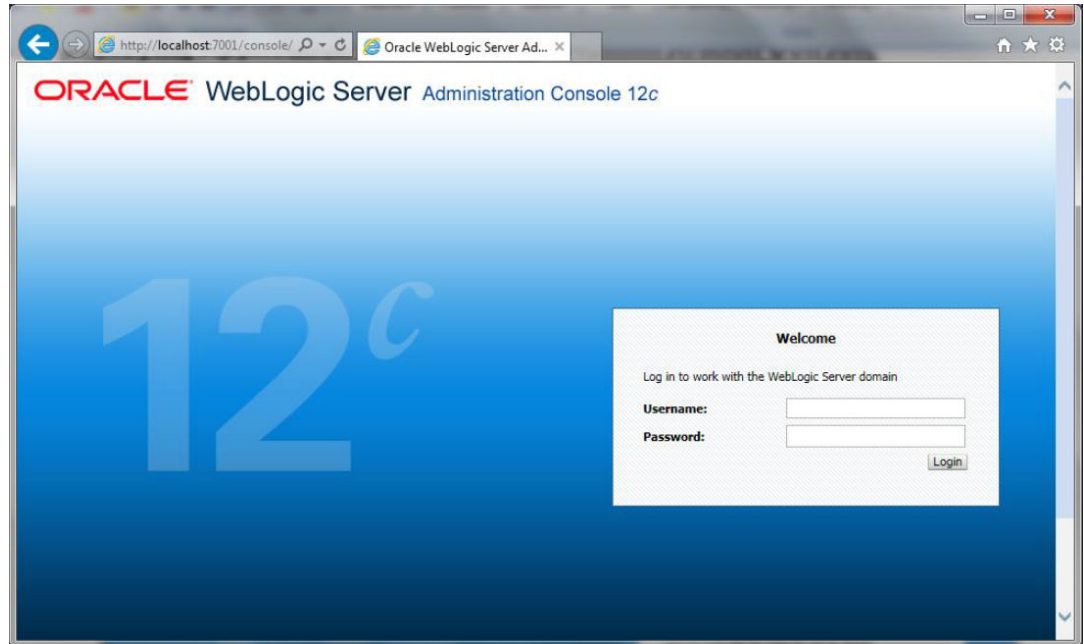 http://localhost:7001/console/
Oracle WebLogic Server Ad...
ORACLE WebLogic Server Administration Console 12c
12c
Welcome
Log in to work with the WebLogic Server domain
Username:
Password:
Login